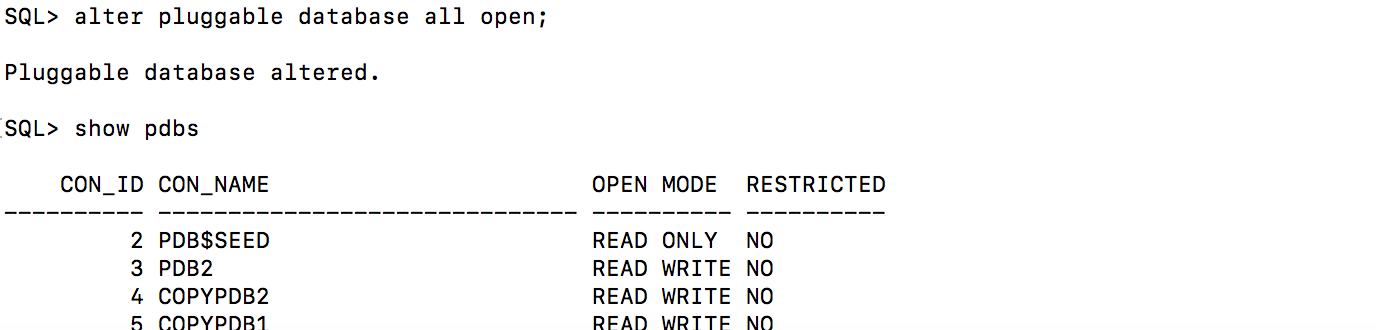 SQL> alter pluggable database all open;
Pluggable database altered.
SQL> show pdbs
CON_ID CON_NAME OPEN MODE RESTRICTED
---------- ------------------------------ ---------- ----------
2 PDB$SEED READ ONLY NO
3 PDB2 READ WRITE NO
4 COPYPDB2 READ WRITE NO
5 COPYPDB1 READ WRITE NO